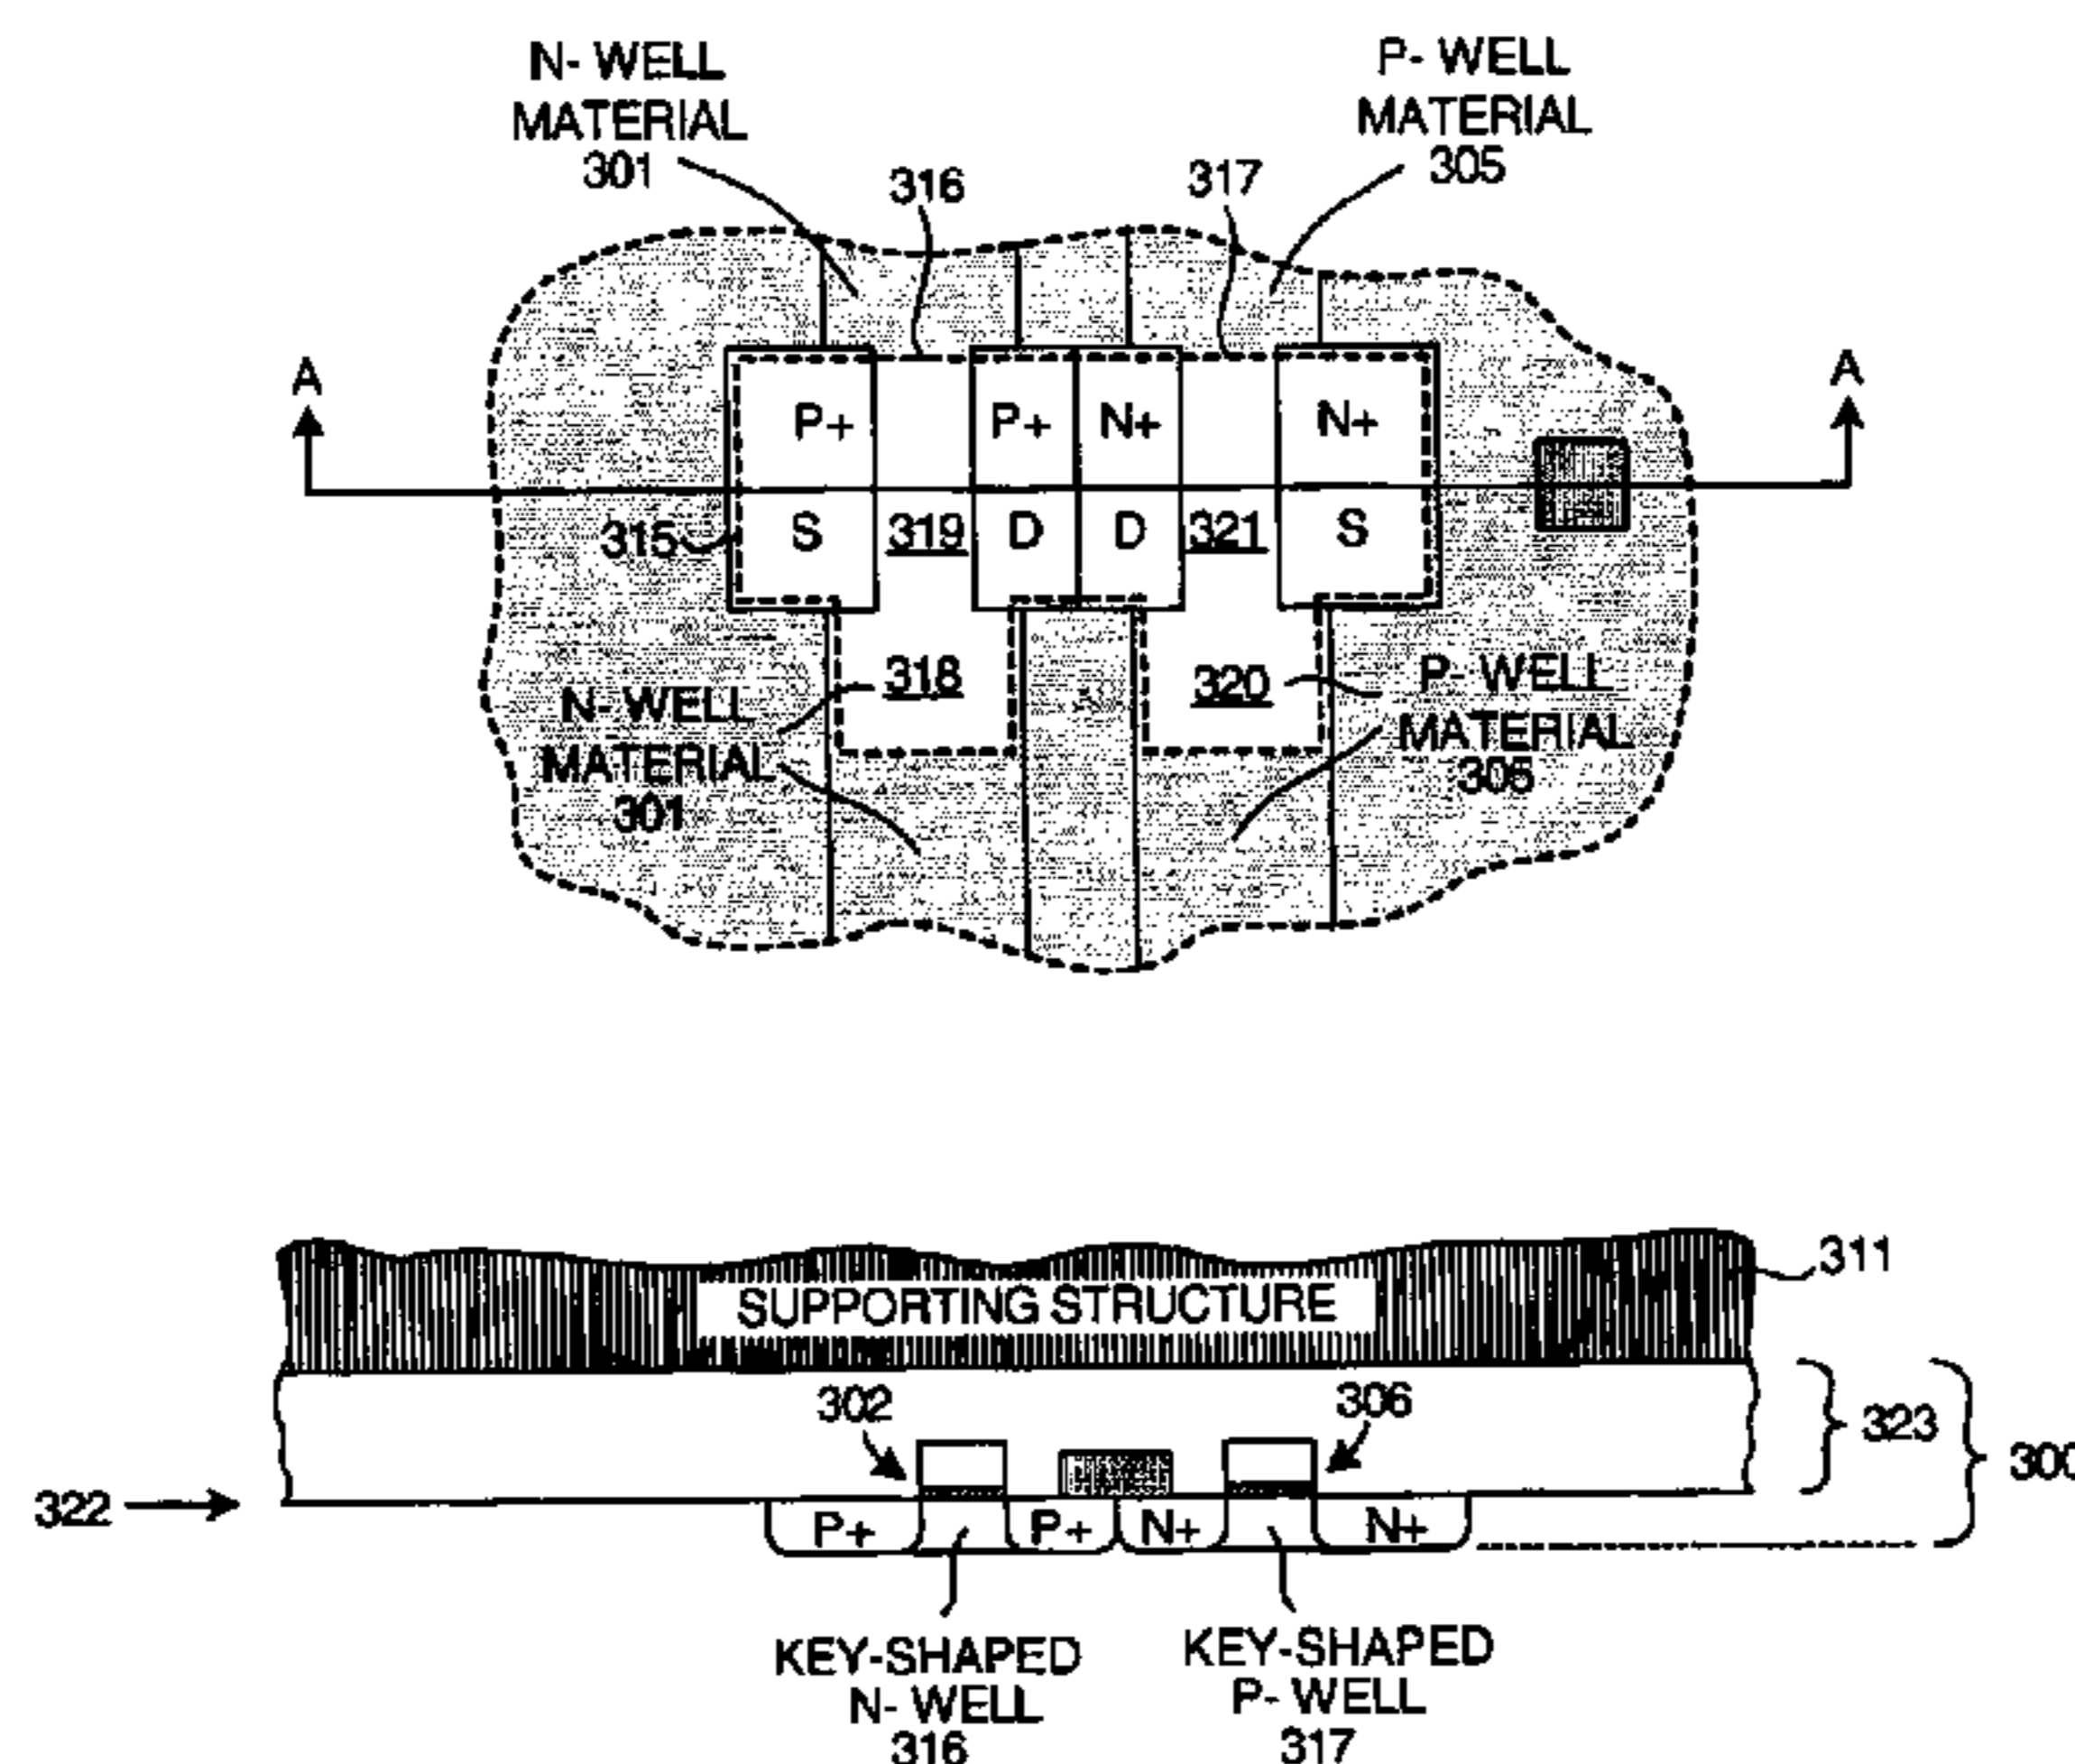 N- WELL
MATERIAL
301
P- WELL
MATERIAL
305
316
317
A
A
P+
P+
N+
N+
315
S
319
D
D
321
S
318
320
N- WELL
MATERIAL
301
P- WELL
MATERIAL
305
311
SUPPORTING STRUCTURE
302
306
323
300
322
P+
P+
N+
N+
KEY-SHAPED
N- WELL
316
KEY-SHAPED
P- WELL
317